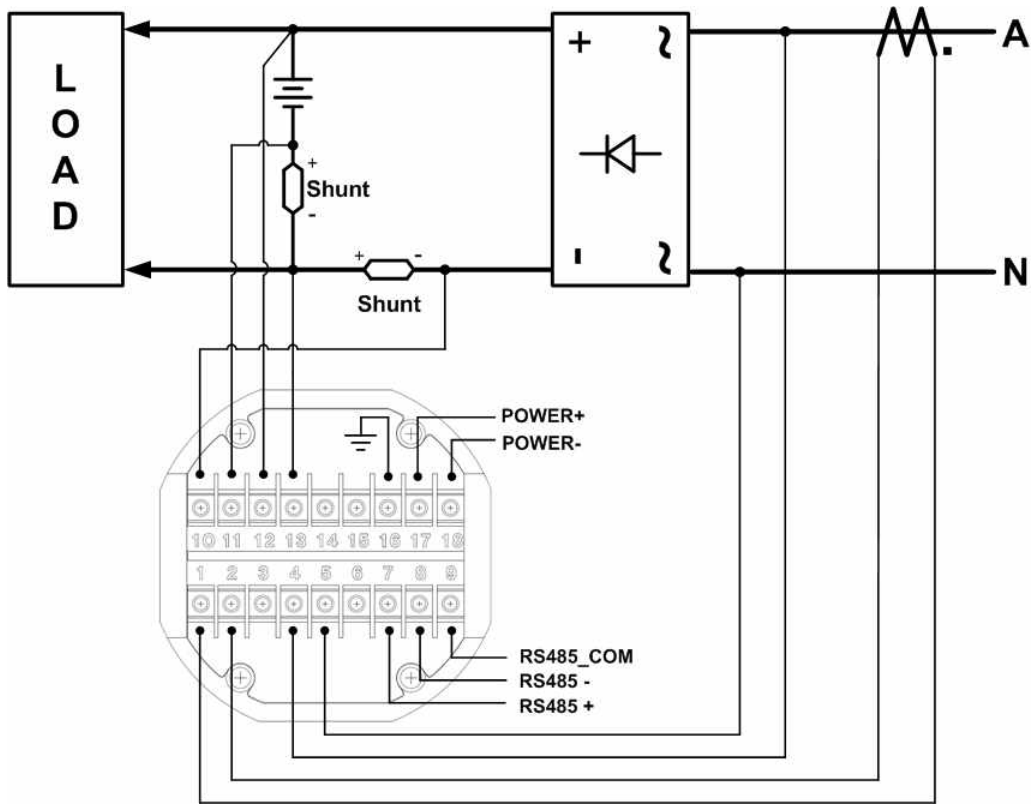 LOAD
+
~
A
+
Shunt
-
+
-
-
~
N
Shunt
POWER+
POWER-
10 11 12 13 14 15 16 17 18
1 2 3 4 5 6 7 8 9
RS485_COM
RS485 -
RS485 +